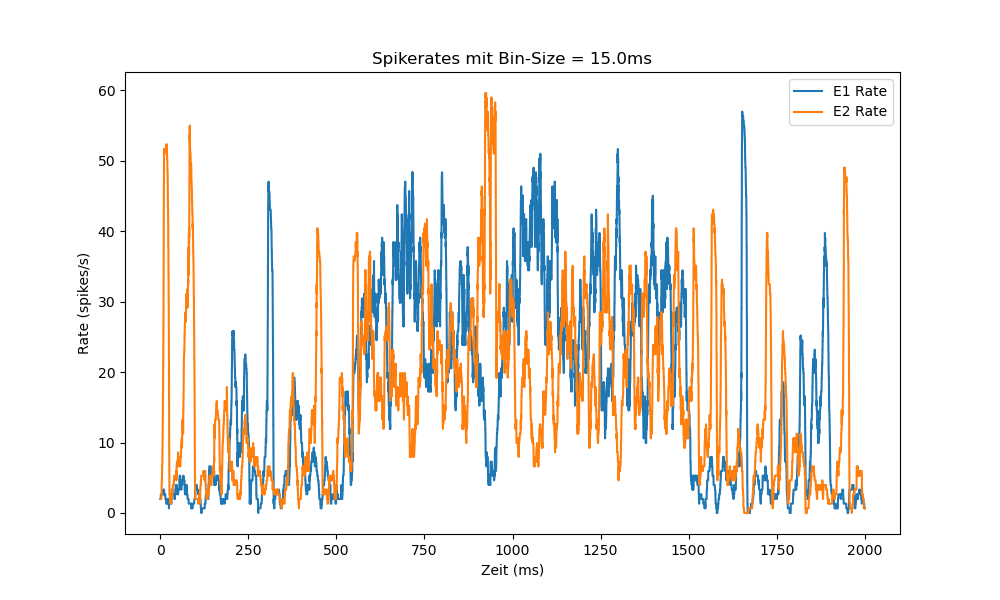 Spikerates mit Bin-Size = 15.0ms
E1 Rate
E2 Rate
Rate (spikes/s)
60
50
40
30
20
10
0
0 250 500 750 1000 1250 1500 1750 2000
Zeit (ms)